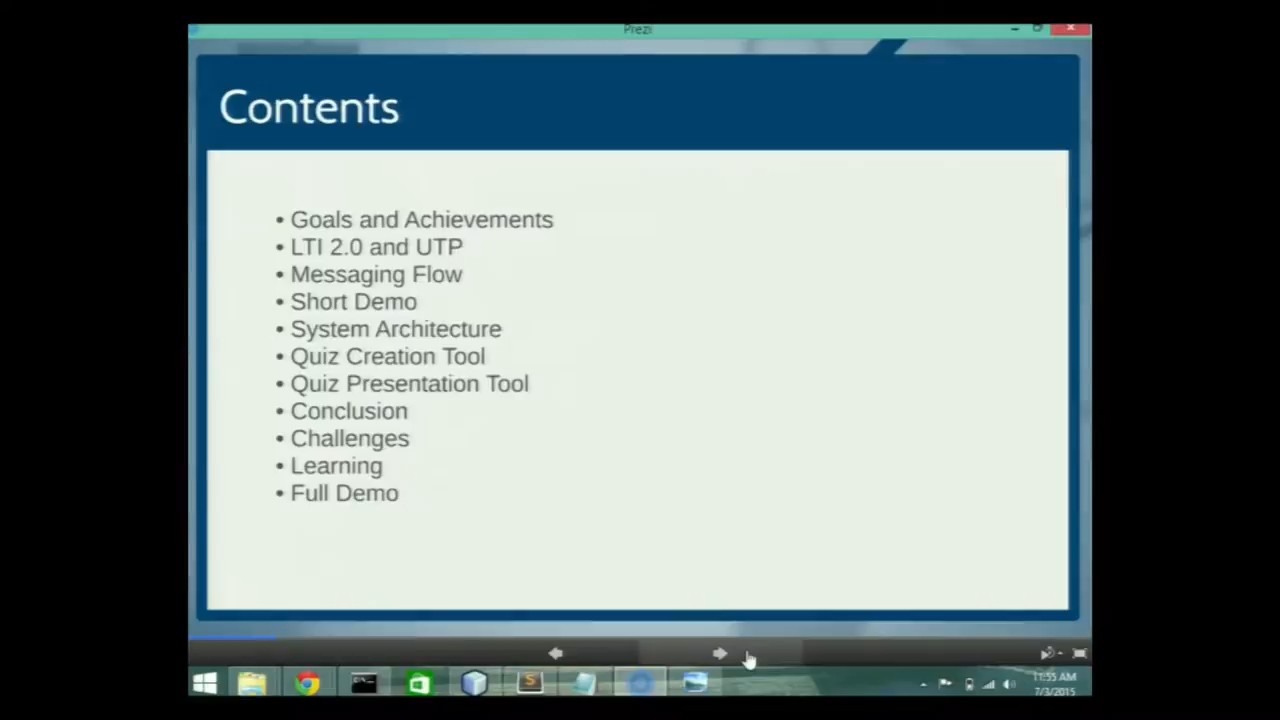 Prezi
Contents
• Goals and Achievements
• LTI 2.0 and UTP
• Messaging Flow
• Short Demo
• System Architecture
• Quiz Creation Tool
• Quiz Presentation Tool
• Conclusion
• Challenges
• Learning
• Full Demo
11:55 AM
7/3/2015